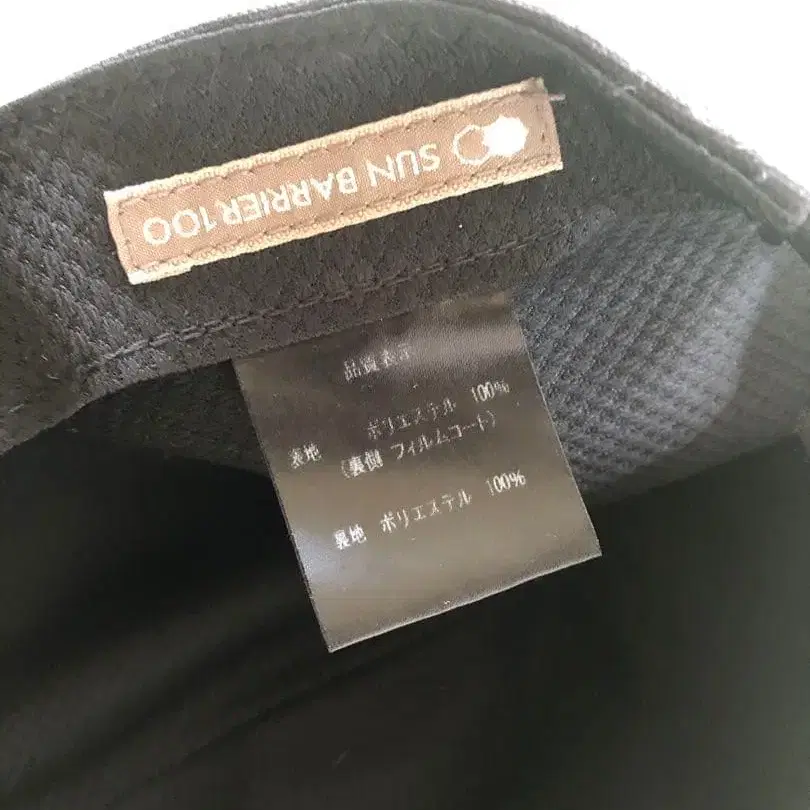 SUN BARRIER100
品質表示
表地 ポリエステル 100%
(裏側 フィルムコート)
裏地 ポリエステル 100%